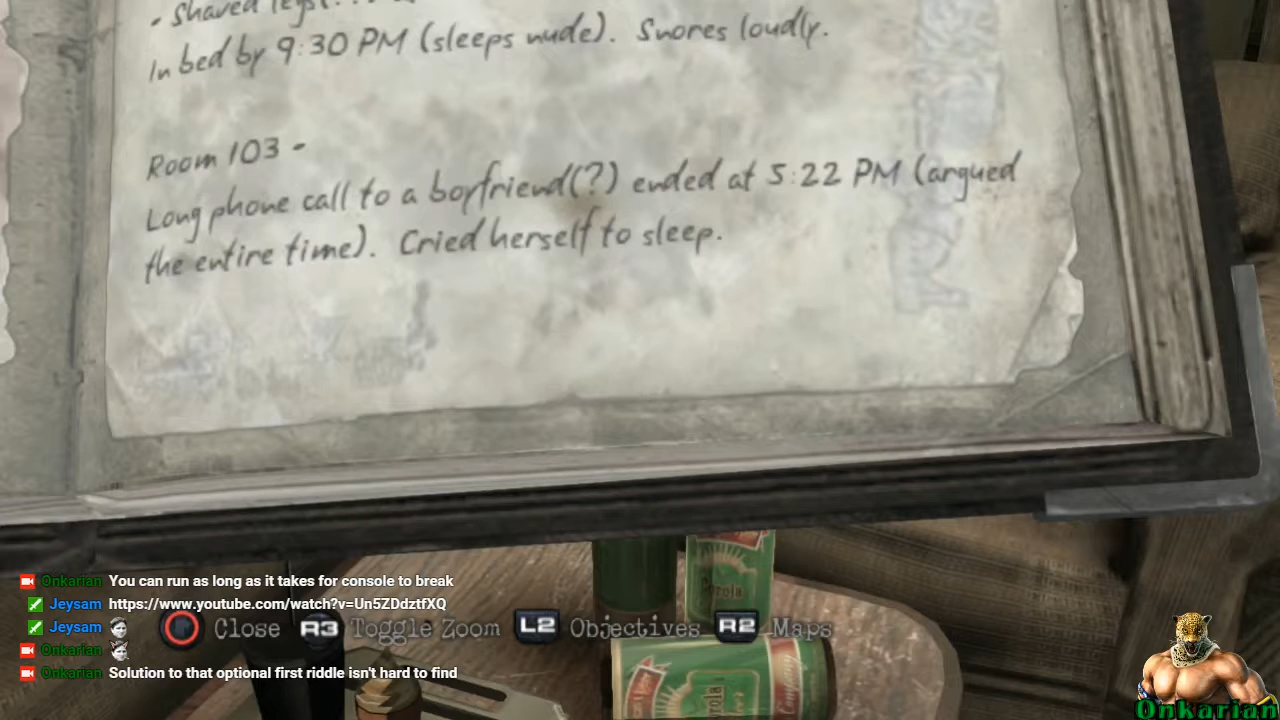 - Shaved legs!...
In bed by 9:30 PM (sleeps nude). Snores loudly.
Room 103 -
Long phone call to a boyfriend(?) ended at 5:22 PM (argued
the entire time). Cried herself to sleep.
Onkarian You can run as long as it takes for console to break
Jeysam https://www.youtube.com/watch?v=Un5ZDdztfXQ
Jeysam
Onkarian
Solution to that optional first riddle isn't hard to find
Close R3 Toggle Zoom L2 Objectives R2 Maps
Onkarian